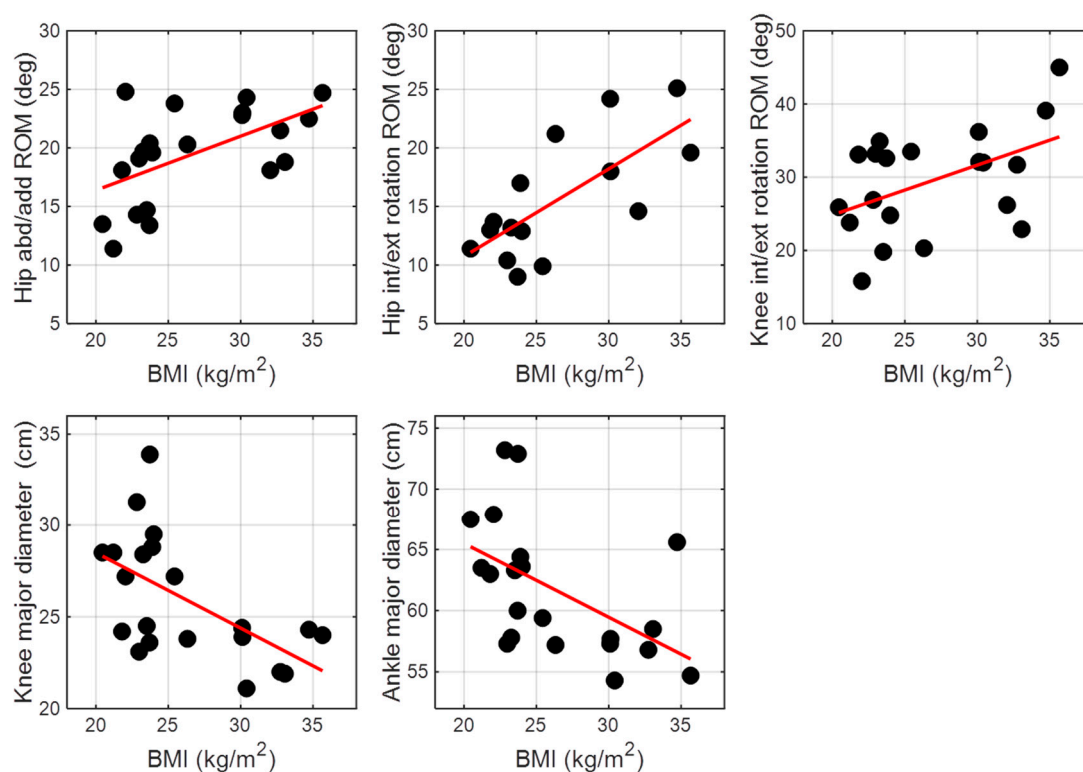 Hip abd/add ROM (deg)
30
25
20
15
10
5
20 25 30 35
BMI (kg/m²)
Hip int/ext rotation ROM (deg)
30
25
20
15
10
5
20 25 30 35
BMI (kg/m²)
Knee int/ext rotation ROM (deg)
50
40
30
20
10
20 25 30 35
BMI (kg/m²)
Knee major diameter (cm)
35
30
25
20
20 25 30 35
BMI (kg/m²)
Ankle major diameter (cm)
75
70
65
60
55
20 25 30 35
BMI (kg/m²)